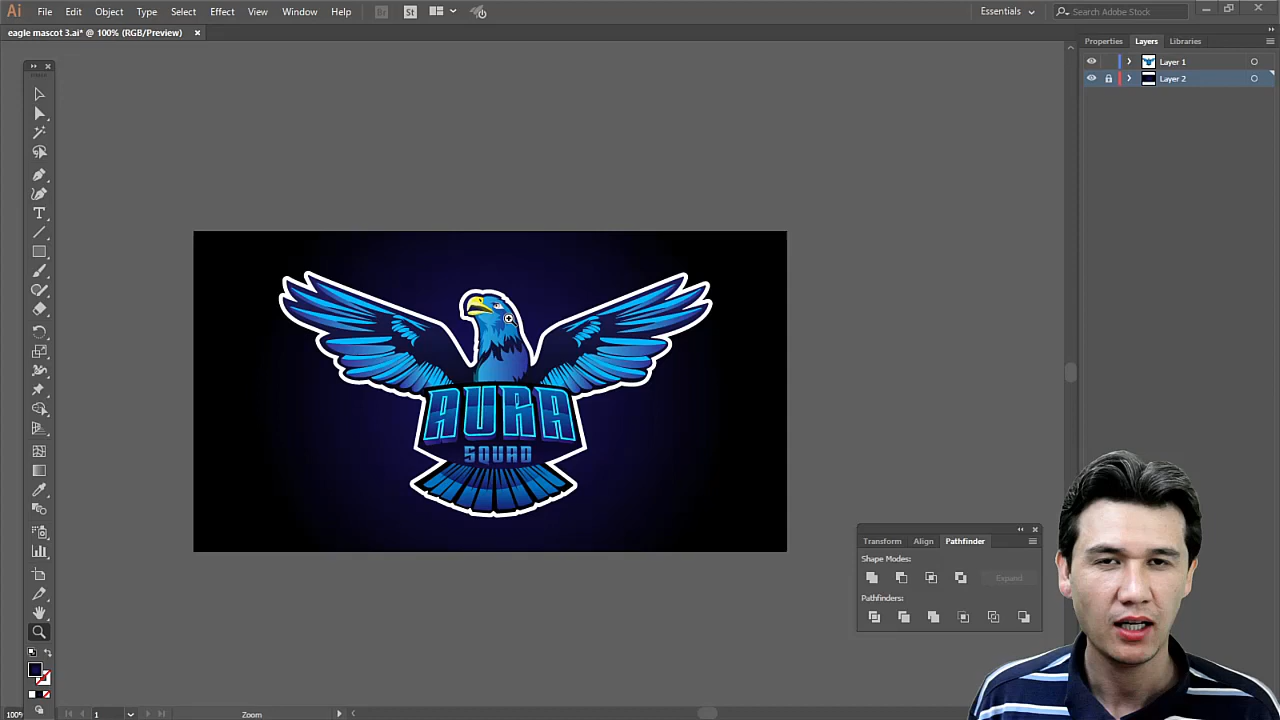 Ai File Edit Object Type Select Effect View Window Help Br St Essentials Search Adobe Stock
eagle mascot 3.ai* @ 100% (RGB/Preview)
Properties Layers Libraries
Layer 1
Layer 2
AURA
SQUAD
Transform Align Pathfinder
Shape Modes:
Expand
Pathfinders:
100% 1 Zoom